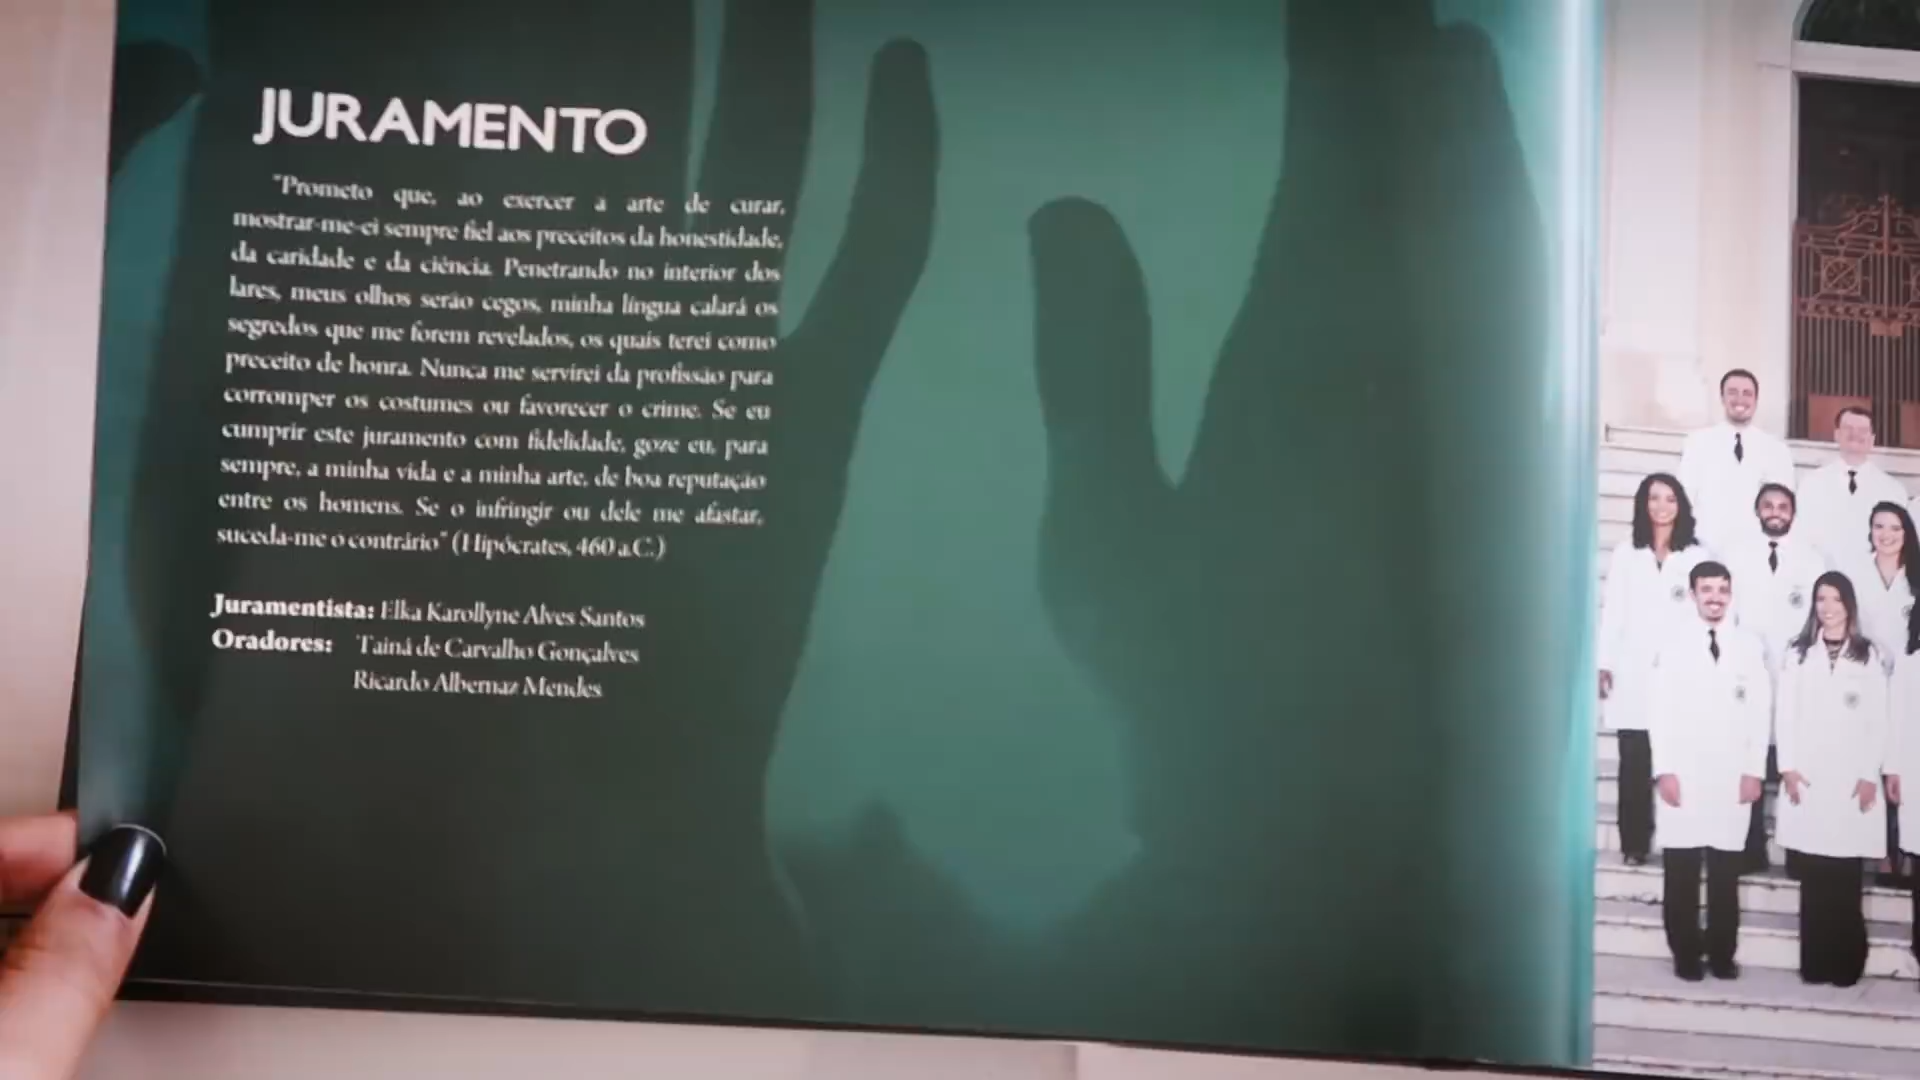 JURAMENTO
"Prometo que, ao exercer a arte de curar,
mostrar-me-ei sempre fiel aos preceitos da honestidade,
da caridade e da ciência. Penetrando no interior dos
lares, meus olhos serão cegos, minha língua calará os
segredos que me forem revelados, os quais terei como
preceito de honra. Nunca me servirei da profissão para
corromper os costumes ou favorecer o crime. Se eu
cumprir este juramento com fidelidade, goze eu, para
sempre, a minha vida e a minha arte, de boa reputação
entre os homens. Se o infringir ou dele me afastar,
suceda-me o contrário" (Hipócrates, 460 a.C.)
Juramentista: Elka Karollyne Alves Santos
Oradores: Tainá de Carvalho Gonçalves
Ricardo Albernaz Mendes